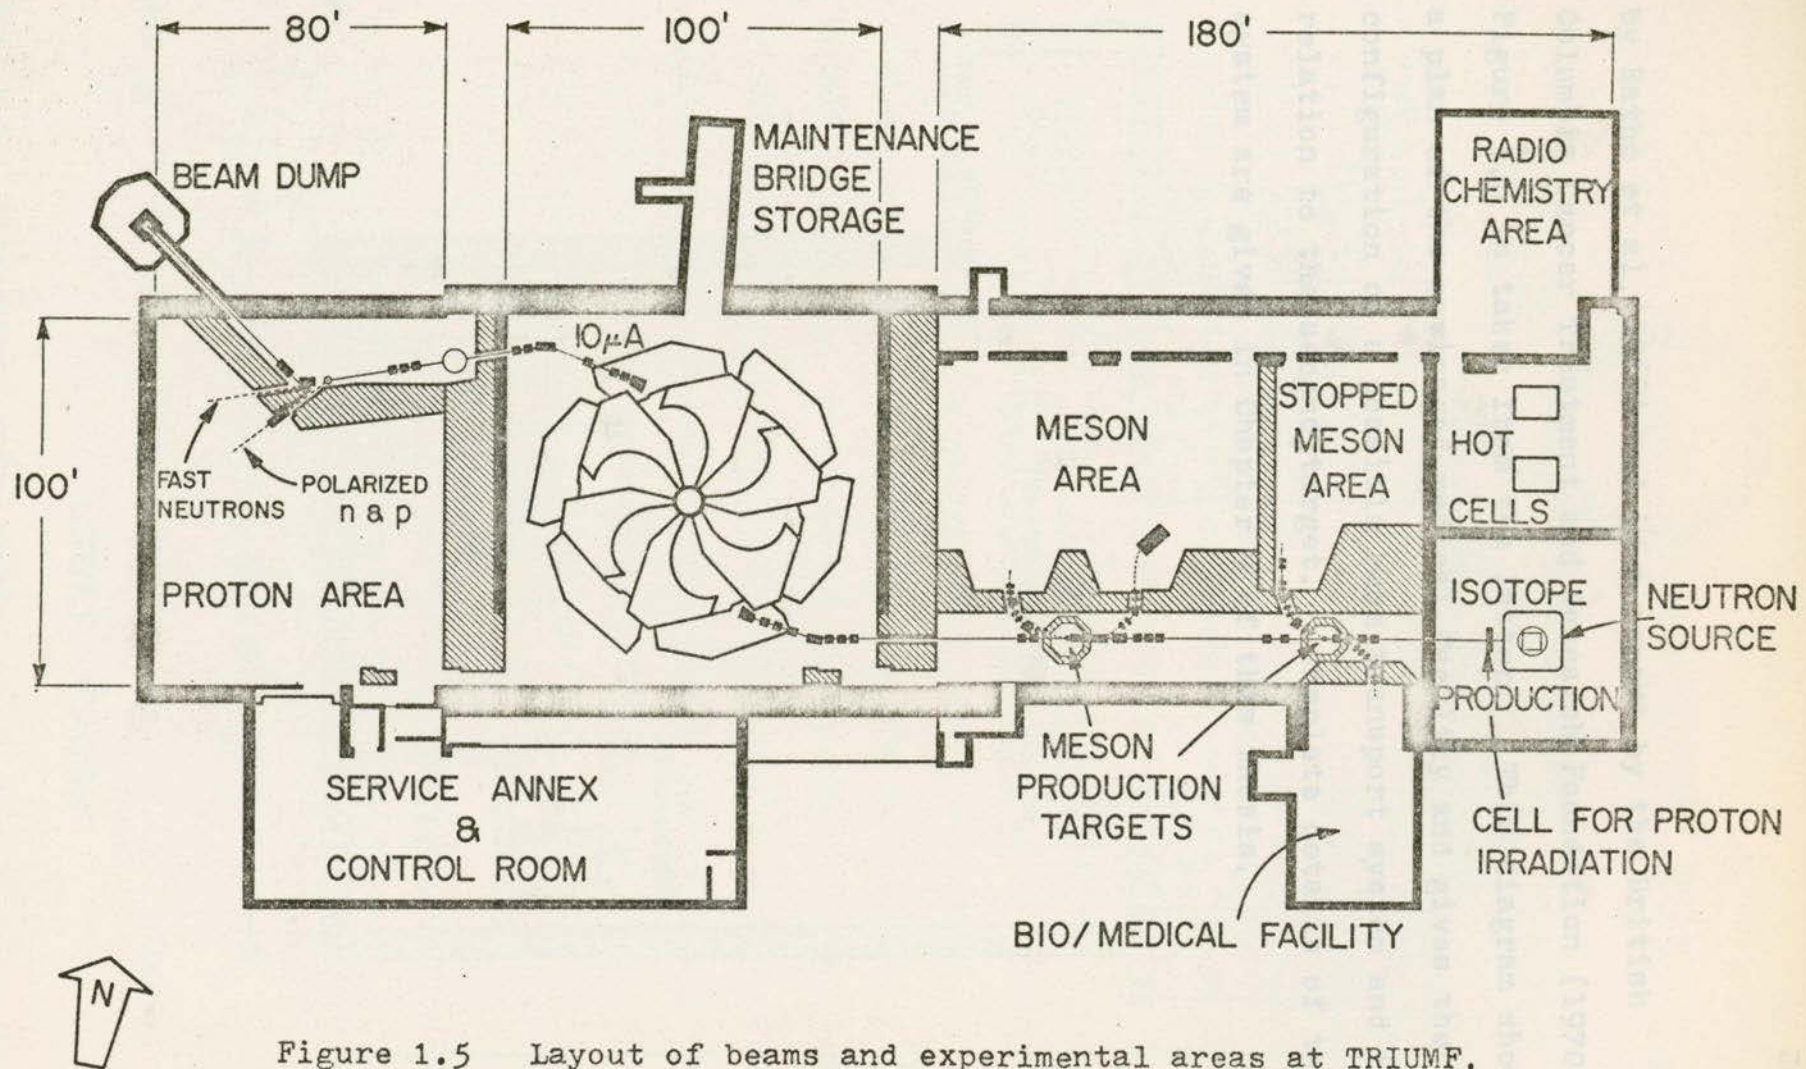 80'
100'
180'
BEAM DUMP
MAINTENANCE
BRIDGE
STORAGE
RADIO
CHEMISTRY
AREA
10μA
100'
FAST
NEUTRONS
POLARIZED
n a p
PROTON AREA
MESON
AREA
STOPPED
MESON
AREA
HOT
CELLS
ISOTOPE
PRODUCTION
NEUTRON
SOURCE
SERVICE ANNEX
&
CONTROL ROOM
MESON
PRODUCTION
TARGETS
CELL FOR PROTON
IRRADIATION
BIO/MEDICAL FACILITY
N
Figure 1.5 Layout of beams and experimental areas at TRIUMF.